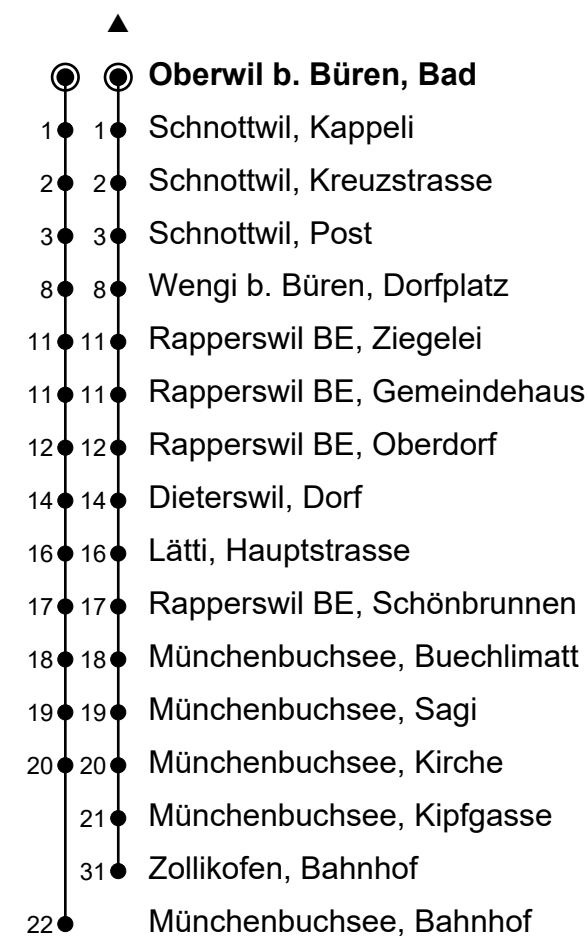 ▲
Oberwil b. Büren, Bad
1 1 Schnottwil, Kappeli
2 2 Schnottwil, Kreuzstrasse
3 3 Schnottwil, Post
8 8 Wengi b. Büren, Dorfplatz
11 11 Rapperswil BE, Ziegelei
11 11 Rapperswil BE, Gemeindehaus
12 12 Rapperswil BE, Oberdorf
14 14 Dieterswil, Dorf
16 16 Lätti, Hauptstrasse
17 17 Rapperswil BE, Schönbrunnen
18 18 Münchenbuchsee, Buechlimatt
19 19 Münchenbuchsee, Sagi
20 20 Münchenbuchsee, Kirche
21 Münchenbuchsee, Kipfgasse
31 Zollikofen, Bahnhof
22 Münchenbuchsee, Bahnhof